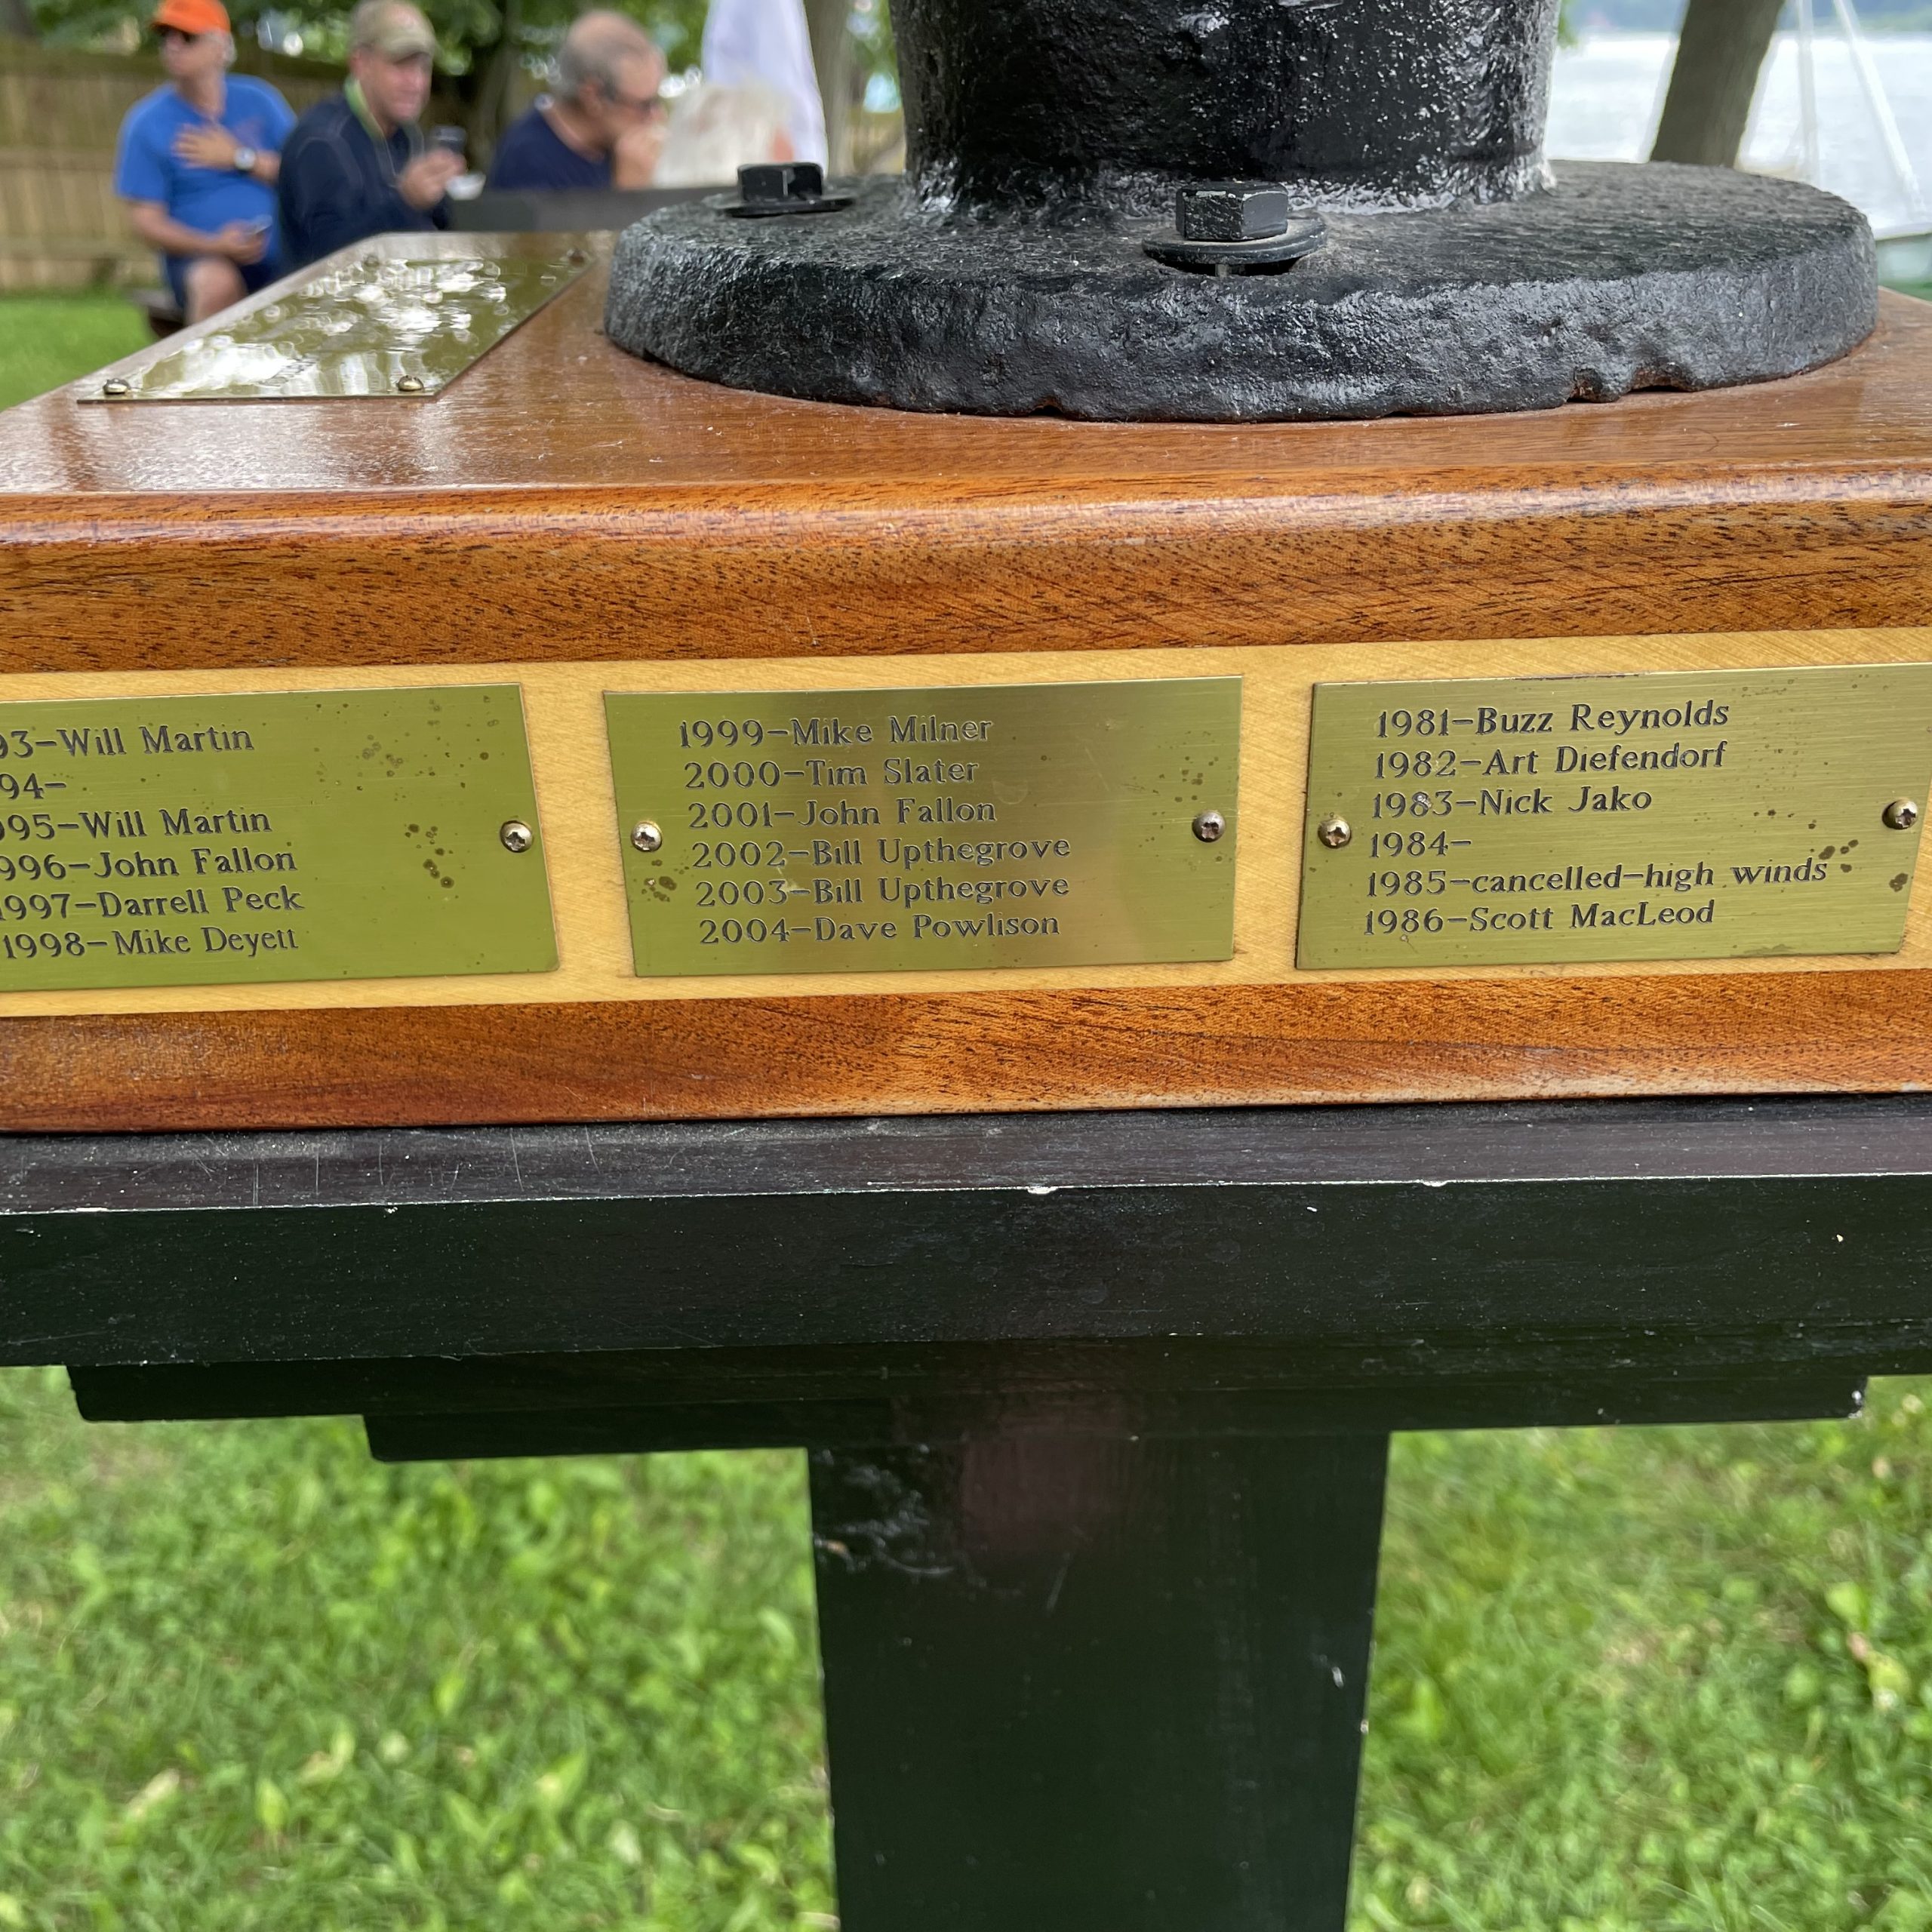 93-Will Martin
94-
995-Will Martin
996-John Fallon
1997-Darrell Peck
1998-Mike Deyett
1999-Mike Milner
2000-Tim Slater
2001-John Fallon
2002-Bill Upthegrove
2003-Bill Upthegrove
2004-Dave Powlison
1981-Buzz Reynolds
1982-Art Diefendorf
1983-Nick Jako
1984-
1985-cancelled-high winds
1986-Scott MacLeod